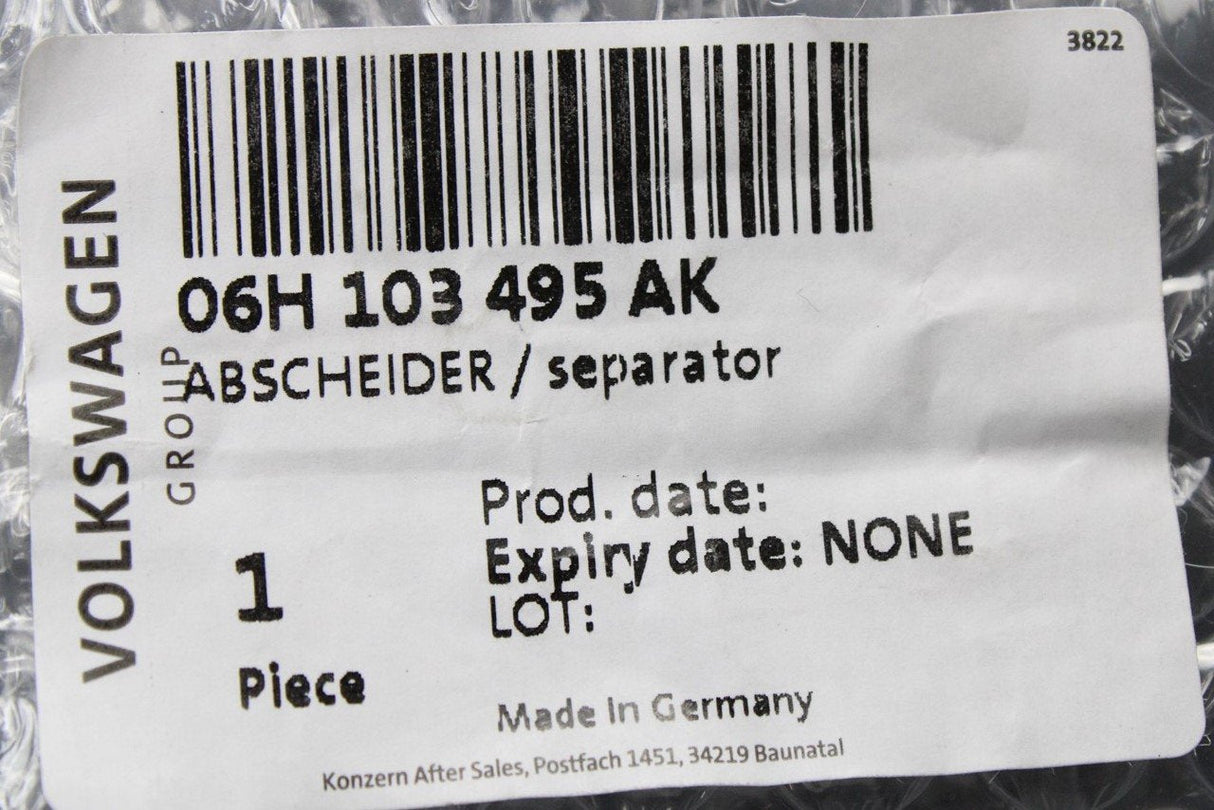 3822
VOLKSWAGEN
GROUP
06H 103 495 AK
ABSCHEIDER / separator
Prod. date:
Expiry date: NONE
LOT:
1
Piece
Made In Germany
Konzern After Sales, Postfach 1451, 34219 Baunatal